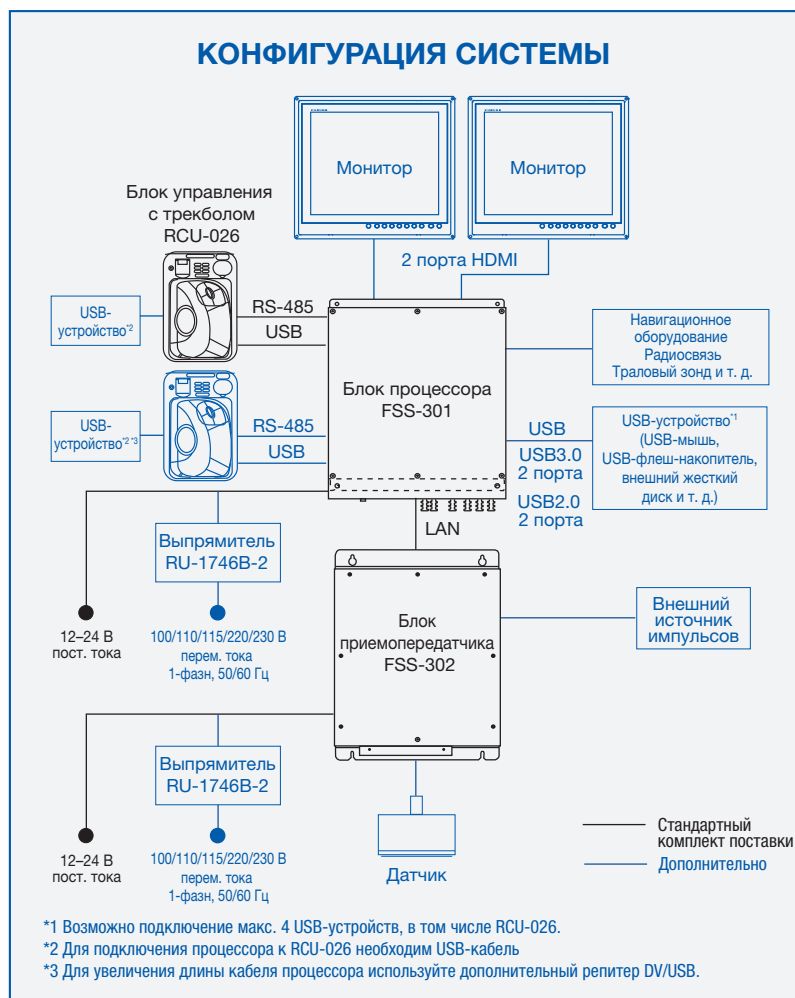 КОНФИГУРАЦИЯ СИСТЕМЫ
Монитор
Монитор
Блок управления
с трекболом
RCU-026
2 порта HDMI
USB-
устройство*2
RS-485
USB
Блок процессора
FSS-301
Навигационное
оборудование
Радиосвязь
Траловый зонд и т. д.
USB-
устройство*2 *3
RS-485
USB
USB
USB3.0
2 порта
USB2.0
2 порта
USB-устройство*1
(USB-мышь,
USB-флеш-накопитель,
внешний жесткий
диск и т. д.)
LAN
Выпрямитель
RU-1746B-2
12–24 В
пост. тока
100/110/115/220/230 В
перем. тока
1-фазн, 50/60 Гц
Блок
приемопередатчика
FSS-302
Внешний
источник
импульсов
Выпрямитель
RU-1746B-2
12–24 В
пост. тока
100/110/115/220/230 В
перем. тока
1-фазн, 50/60 Гц
Датчик
Стандартный
комплект поставки
Дополнительно
*1 Возможно подключение макс. 4 USB-устройств, в том числе RCU-026.
*2 Для подключения процессора к RCU-026 необходим USB-кабель
*3 Для увеличения длины кабеля процессора используйте дополнительный репитер DV/USB.